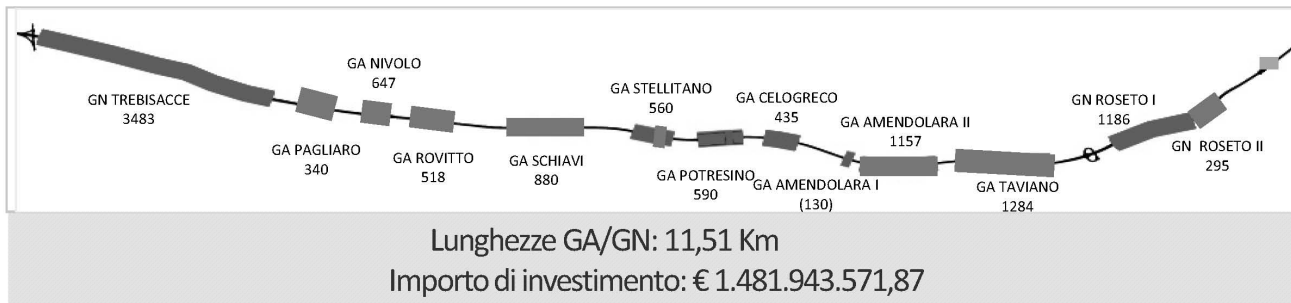 GN TREBISACCE
3483
GA PAGLIARO
340
GA NIVOLO
647
GA ROVITTO
518
GA SCHIAVI
880
GA STELLITANO
560
GA POTRESINO
590
GA CELOGRECO
435
GA AMENDOLARA I
(130)
GA AMENDOLARA II
1157
GA TAVIANO
1284
GN ROSETO I
1186
GN ROSETO II
295
Lunghezze GA/GN: 11,51 Km
Importo di investimento: € 1.481.943.571,87